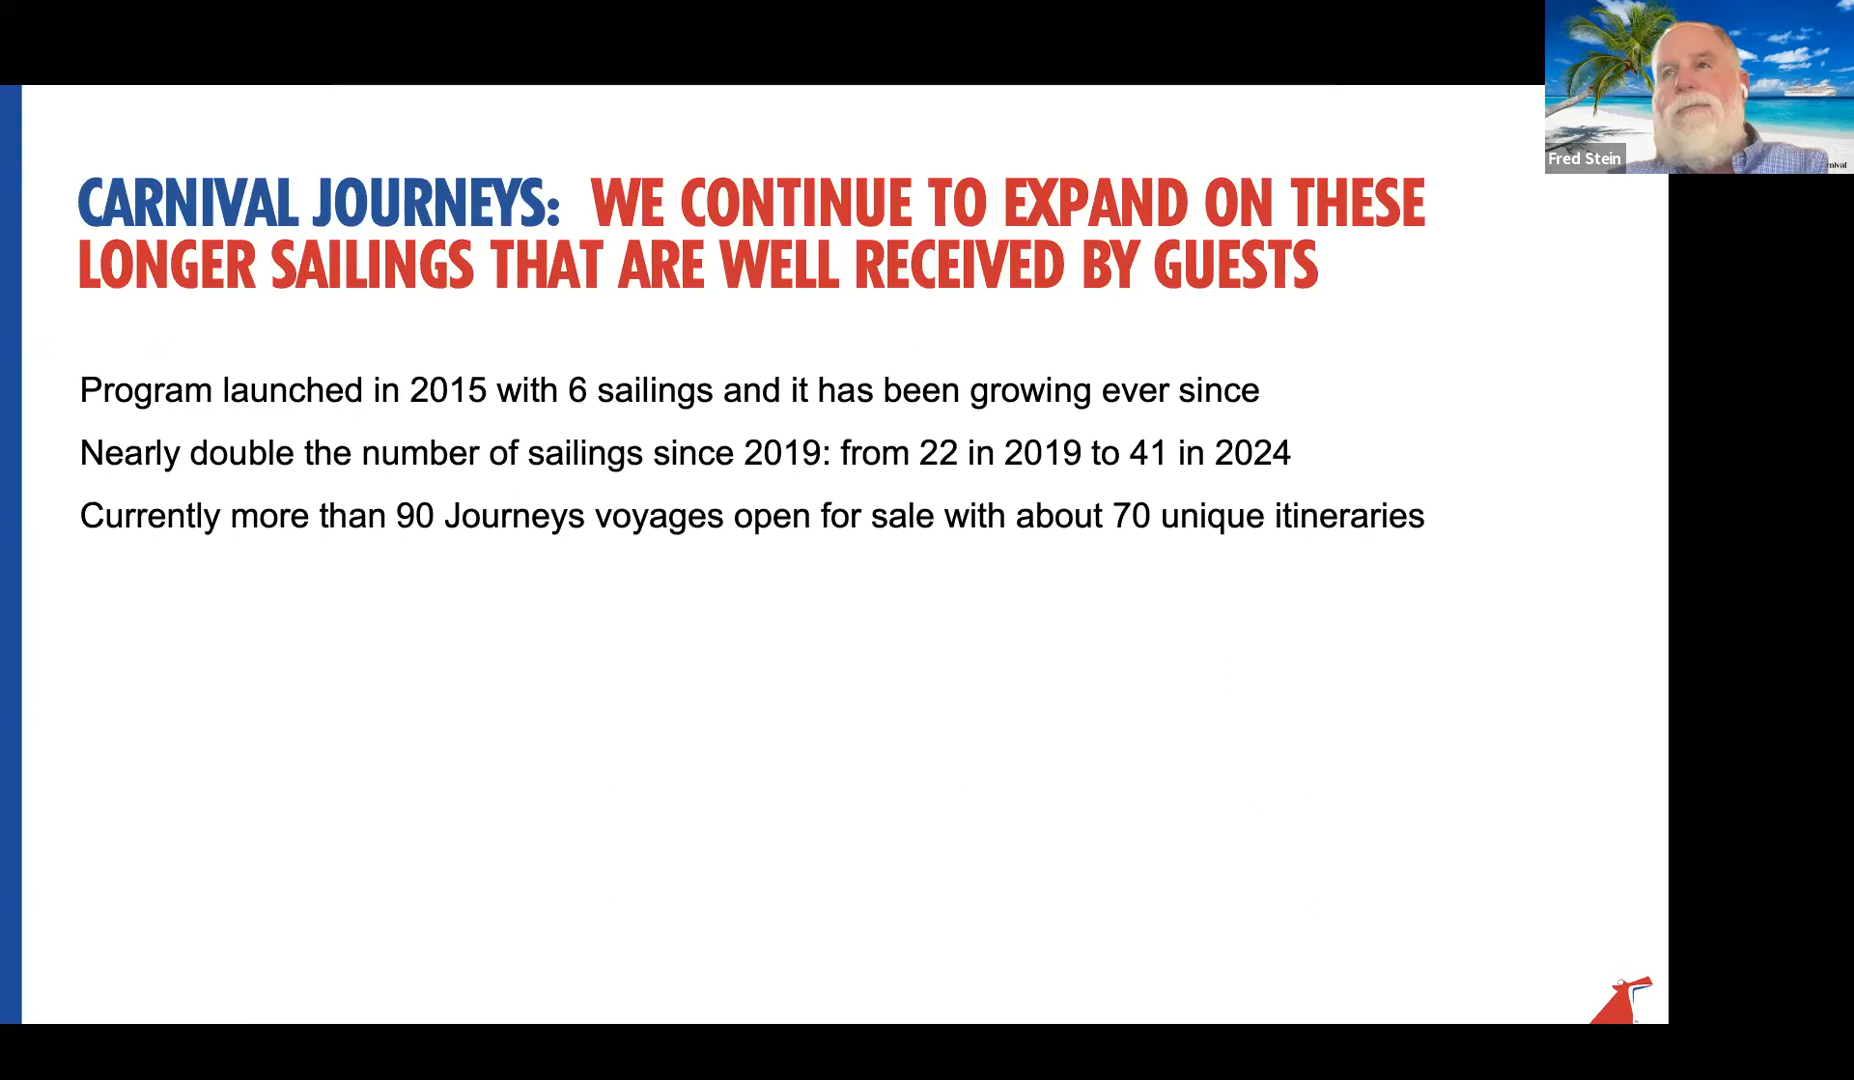 CARNIVAL JOURNEYS: WE CONTINUE TO EXPAND ON THESE
LONGER SAILINGS THAT ARE WELL RECEIVED BY GUESTS
Program launched in 2015 with 6 sailings and it has been growing ever since
Nearly double the number of sailings since 2019: from 22 in 2019 to 41 in 2024
Currently more than 90 Journeys voyages open for sale with about 70 unique itineraries
Fred Stein